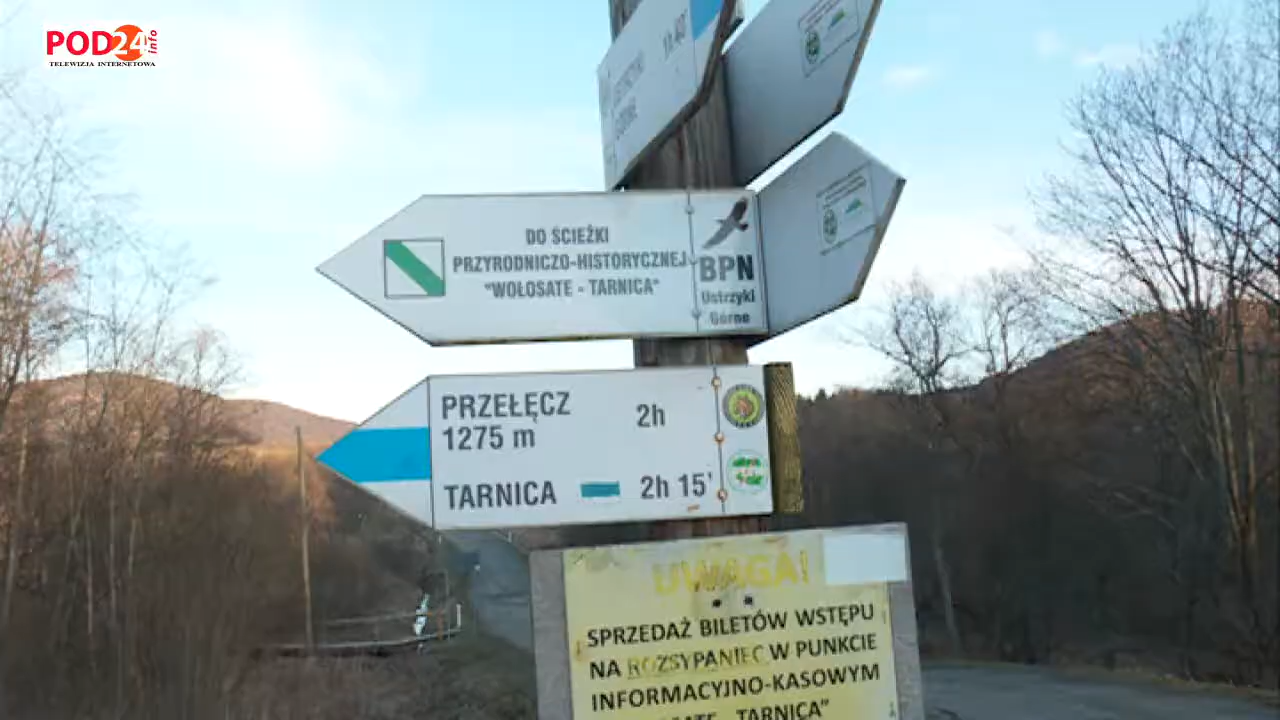 POD24info
TELEWIZJA INTERNETOWA
DO ŚCIEŻKI
PRZYRODNICZO-HISTORYCZNEJ
"WOŁOSATE - TARNICA"
BPN
Ustrzyki
Górne
PRZEŁĘCZ 2h
1275 m
TARNICA 2h 15'
UWAGA!
SPRZEDAŻ BILETÓW WSTĘPU
NA ROZSYPANIEC W PUNKCIE
INFORMACYJNO-KASOWYM
TARNICA"